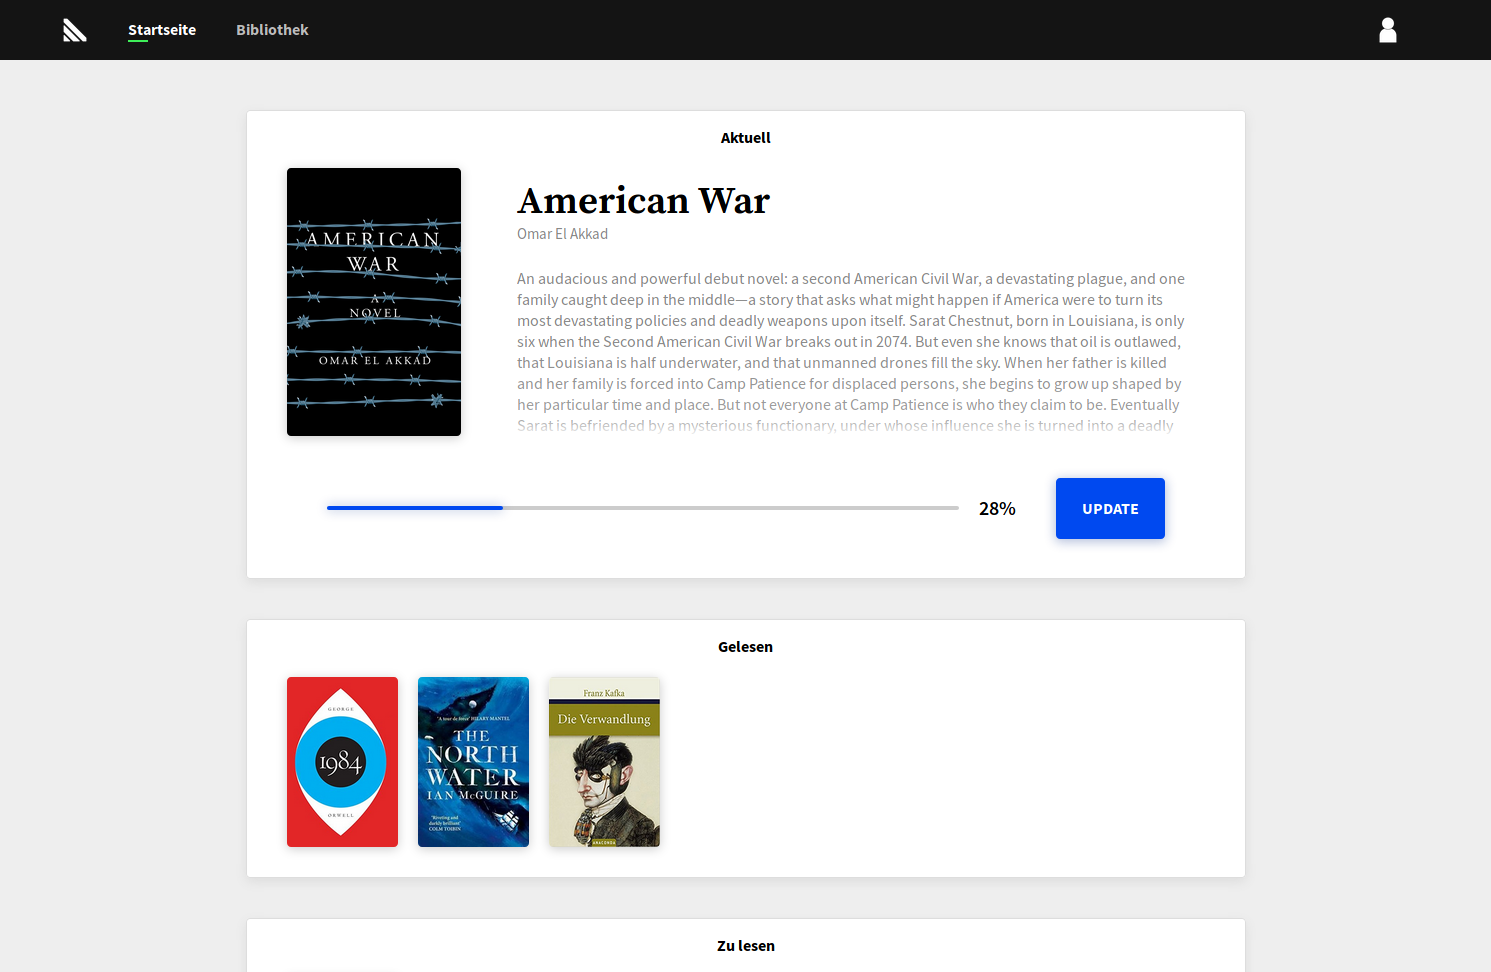 Startseite
Bibliothek
Aktuell
AMERICAN
WAR
A
NOVEL
OMAR EL AKKAD
American War
Omar El Akkad
An audacious and powerful debut novel: a second American Civil War, a devastating plague, and one
family caught deep in the middle—a story that asks what might happen if America were to turn its
most devastating policies and deadly weapons upon itself. Sarat Chestnut, born in Louisiana, is only
six when the Second American Civil War breaks out in 2074. But even she knows that oil is outlawed,
that Louisiana is half underwater, and that unmanned drones fill the sky. When her father is killed
and her family is forced into Camp Patience for displaced persons, she begins to grow up shaped by
her particular time and place. But not everyone at Camp Patience is who they claim to be. Eventually
Sarat is befriended by a mysterious functionary, under whose influence she is turned into a deadly
28%
UPDATE
Gelesen
GEORGE
1984
ORWELL
'A tour de force' HILARY MANTEL
THE
NORTH
WATER
IAN McGUIRE
'Riveting and
darkly brilliant'
COLM TOIBIN
Franz Kafka
Die Verwandlung
ANACONDA
Zu lesen